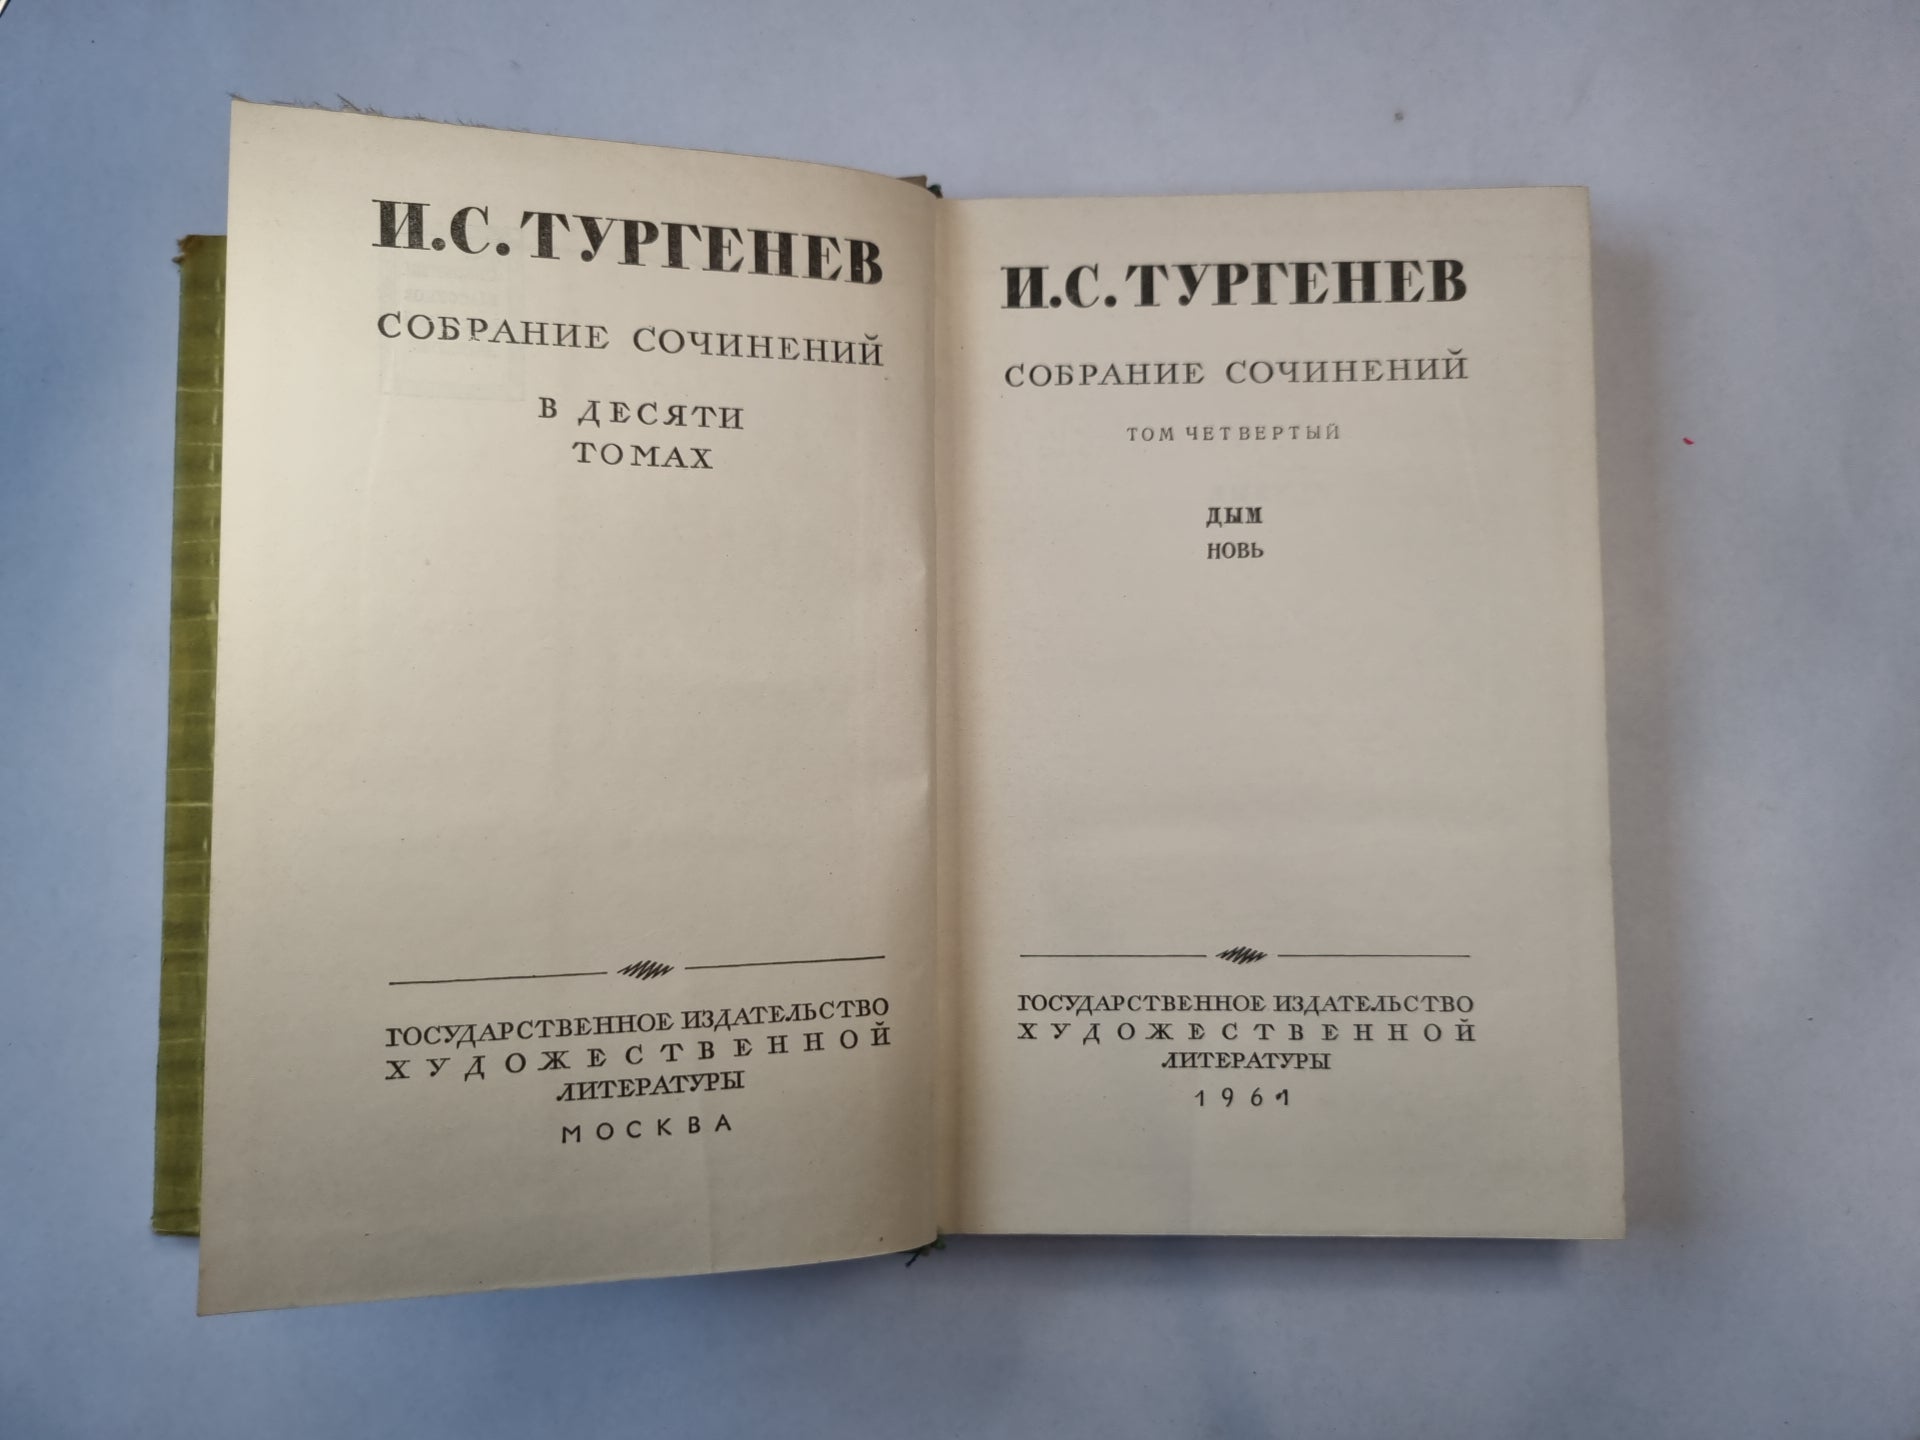 И.С.ТУРГЕНЕВ
СОБРАНИЕ СОЧИНЕНИЙ
В ДЕСЯТИ
ТОМАХ
ГОСУДАРСТВЕННОЕ ИЗДАТЕЛЬСТВО
ХУДОЖЕСТВЕННОЙ
ЛИТЕРАТУРЫ
МОСКВА
И.С.ТУРГЕНЕВ
СОБРАНИЕ СОЧИНЕНИЙ
ТОМ ЧЕТВЕРТЫЙ
ДЫМ
НОВЬ
ГОСУДАРСТВЕННОЕ ИЗДАТЕЛЬСТВО
ХУДОЖЕСТВЕННОЙ
ЛИТЕРАТУРЫ
1961